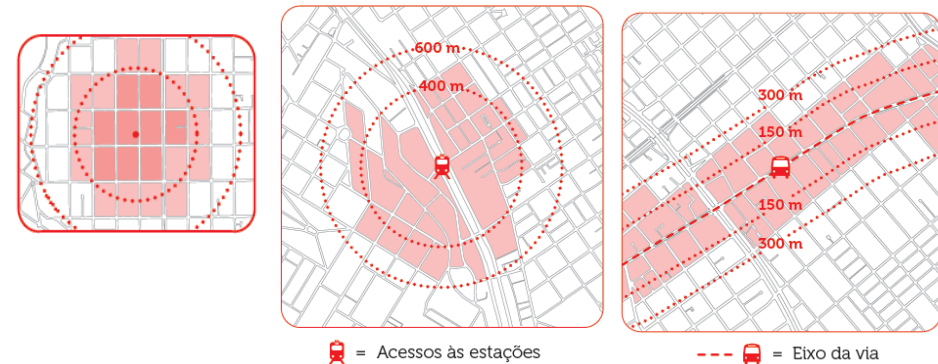 600 m
400 m
300 m
150 m
150 m
300 m
= Acessos às estações
= Eixo da via